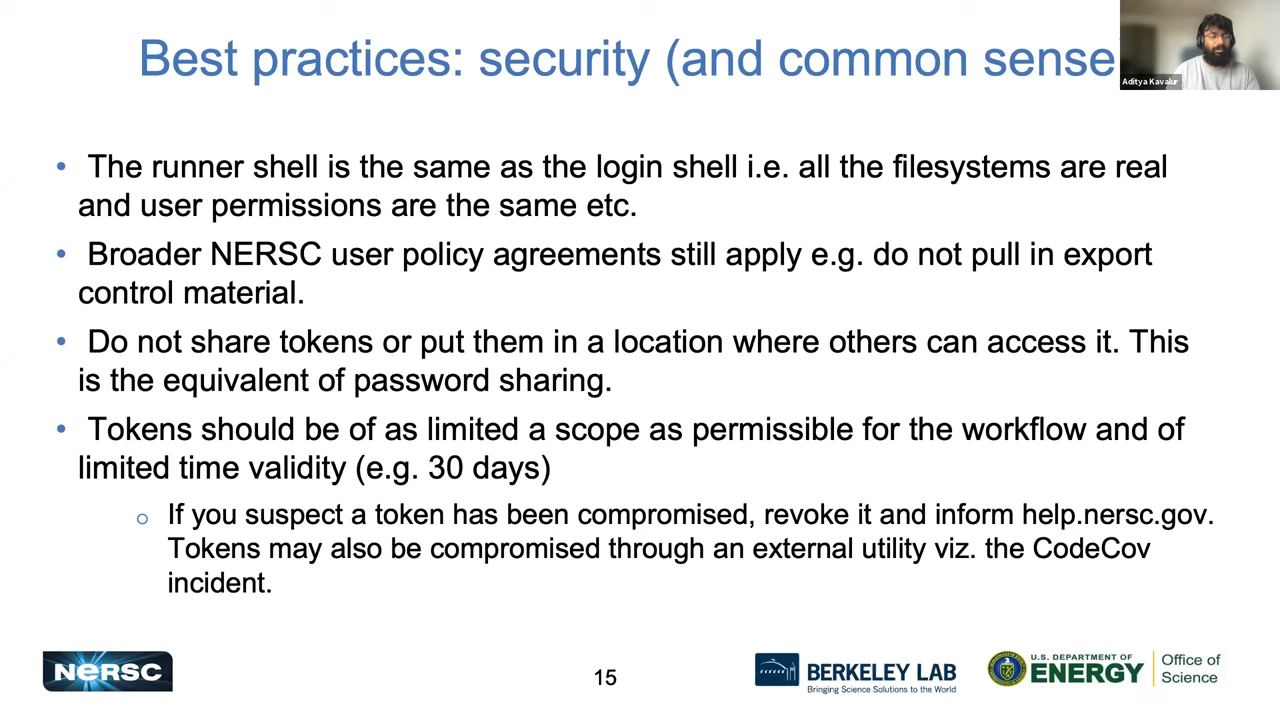 Best practices: security (and common sense
Aditya Kavalur
• The runner shell is the same as the login shell i.e. all the filesystems are real
and user permissions are the same etc.
• Broader NERSC user policy agreements still apply e.g. do not pull in export
control material.
• Do not share tokens or put them in a location where others can access it. This
is the equivalent of password sharing.
• Tokens should be of as limited a scope as permissible for the workflow and of
limited time validity (e.g. 30 days)
○ If you suspect a token has been compromised, revoke it and inform help.nersc.gov.
Tokens may also be compromised through an external utility viz. the CodeCov
incident.
NERSC
15
BERKELEY LAB
Bringing Science Solutions to the World
U.S. DEPARTMENT OF
ENERGY
Office of
Science